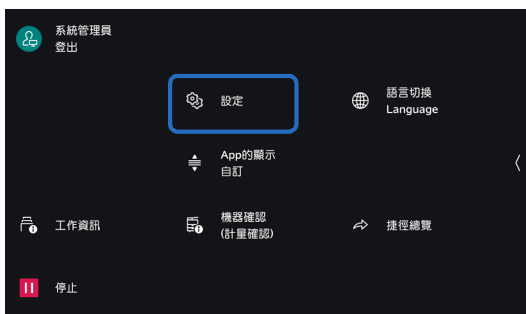 系統管理員
登出
設定
語言切換
Language
App的顯示
自訂
工作資訊
機器確認
(計量確認)
捷徑總覽
停止